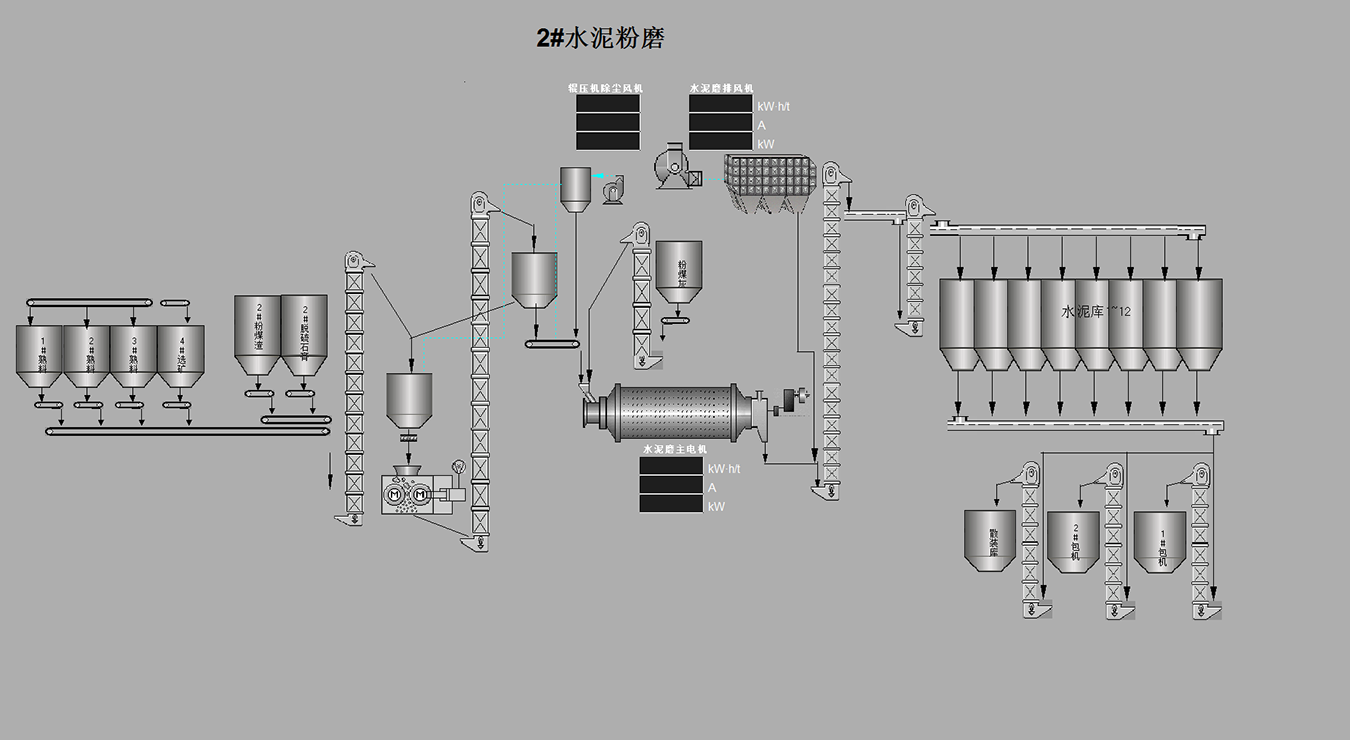 2#水泥粉磨
辊压机除尘风机
水泥磨排风机
kW·h/t
A
kW
粉煤灰
1#熟料
2#熟料
3#熟料
4#选矿
2#粉煤渣
2#脱硫石膏
水泥库1~12
M
M
水泥磨主电机
kW·h/t
A
kW
散装库
2#包机
1#包机